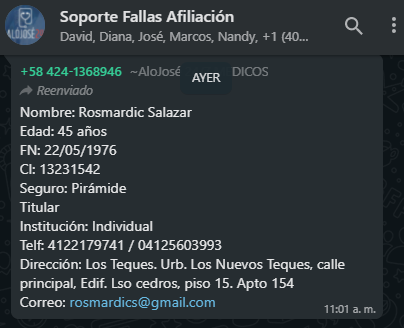 Soporte Fallas Afiliación
David, Diana, José, Marcos, Nandy, +1 (40...
+58 424-1368946 ~AloJosé DICOS
AYER
Reenviado
Nombre: Rosmardic Salazar
Edad: 45 años
FN: 22/05/1976
CI: 13231542
Seguro: Pirámide
Titular
Institución: Individual
Telf: 4122179741 / 04125603993
Dirección: Los Teques. Urb. Los Nuevos Teques, calle
principal, Edif. Lso cedros, piso 15. Apto 154
Correo: rosmardics@gmail.com
11:01 a. m.